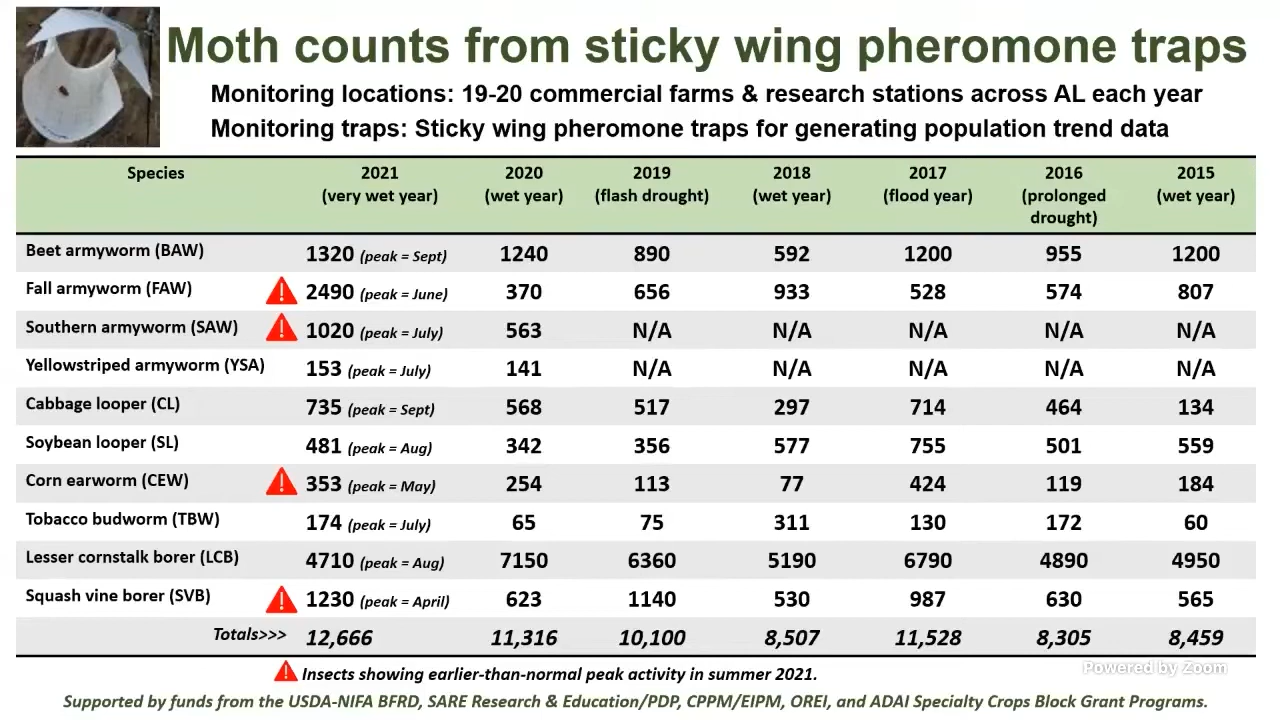 Moth counts from sticky wing pheromone traps
Monitoring locations: 19-20 commercial farms & research stations across AL each year
Monitoring traps: Sticky wing pheromone traps for generating population trend data
Species 2021 2020 2019 2018 2017 2016 2015
(very wet year) (wet year) (flash drought) (wet year) (flood year) (prolonged (wet year)
drought)
Beet armyworm (BAW) 1320 (peak = Sept) 1240 890 592 1200 955 1200
Fall armyworm (FAW) 2490 (peak = June) 370 656 933 528 574 807
Southern armyworm (SAW) 1020 (peak = July) 563 N/A N/A N/A N/A N/A
Yellowstriped armyworm (YSA) 153 (peak = July) 141 N/A N/A N/A N/A N/A
Cabbage looper (CL) 735 (peak = Sept) 568 517 297 714 464 134
Soybean looper (SL) 481 (peak = Aug) 342 356 577 755 501 559
Corn earworm (CEW) 353 (peak = May) 254 113 77 424 119 184
Tobacco budworm (TBW) 174 (peak = July) 65 75 311 130 172 60
Lesser cornstalk borer (LCB) 4710 (peak = Aug) 7150 6360 5190 6790 4890 4950
Squash vine borer (SVB) 1230 (peak = April) 623 1140 530 987 630 565
Totals>>> 12,666 11,316 10,100 8,507 11,528 8,305 8,459
Insects showing earlier-than-normal peak activity in summer 2021.
Powered by Zoom
Supported by funds from the USDA-NIFA BFRD, SARE Research & Education/PDP, CPPM/EIPM, OREI, and ADAI Specialty Crops Block Grant Programs.